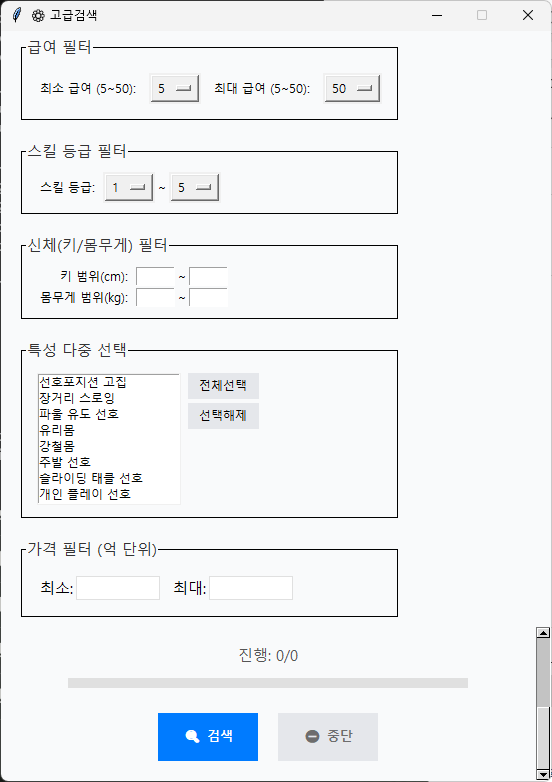 고급검색
급여 필터
최소 급여 (5~50): 5 최대 급여 (5~50): 50
스킬 등급 필터
스킬 등급: 1 ~ 5
신체(키/몸무게) 필터
키 범위(cm): ~
몸무게 범위(kg): ~
특성 다중 선택
선호포지션 고집 전체선택
장거리 스로잉
파울 유도 선호 선택해제
유리몸
강철몸
주발 선호
슬라이딩 태클 선호
개인 플레이 선호
가격 필터 (억 단위)
최소: 최대:
진행: 0/0
검색 중단